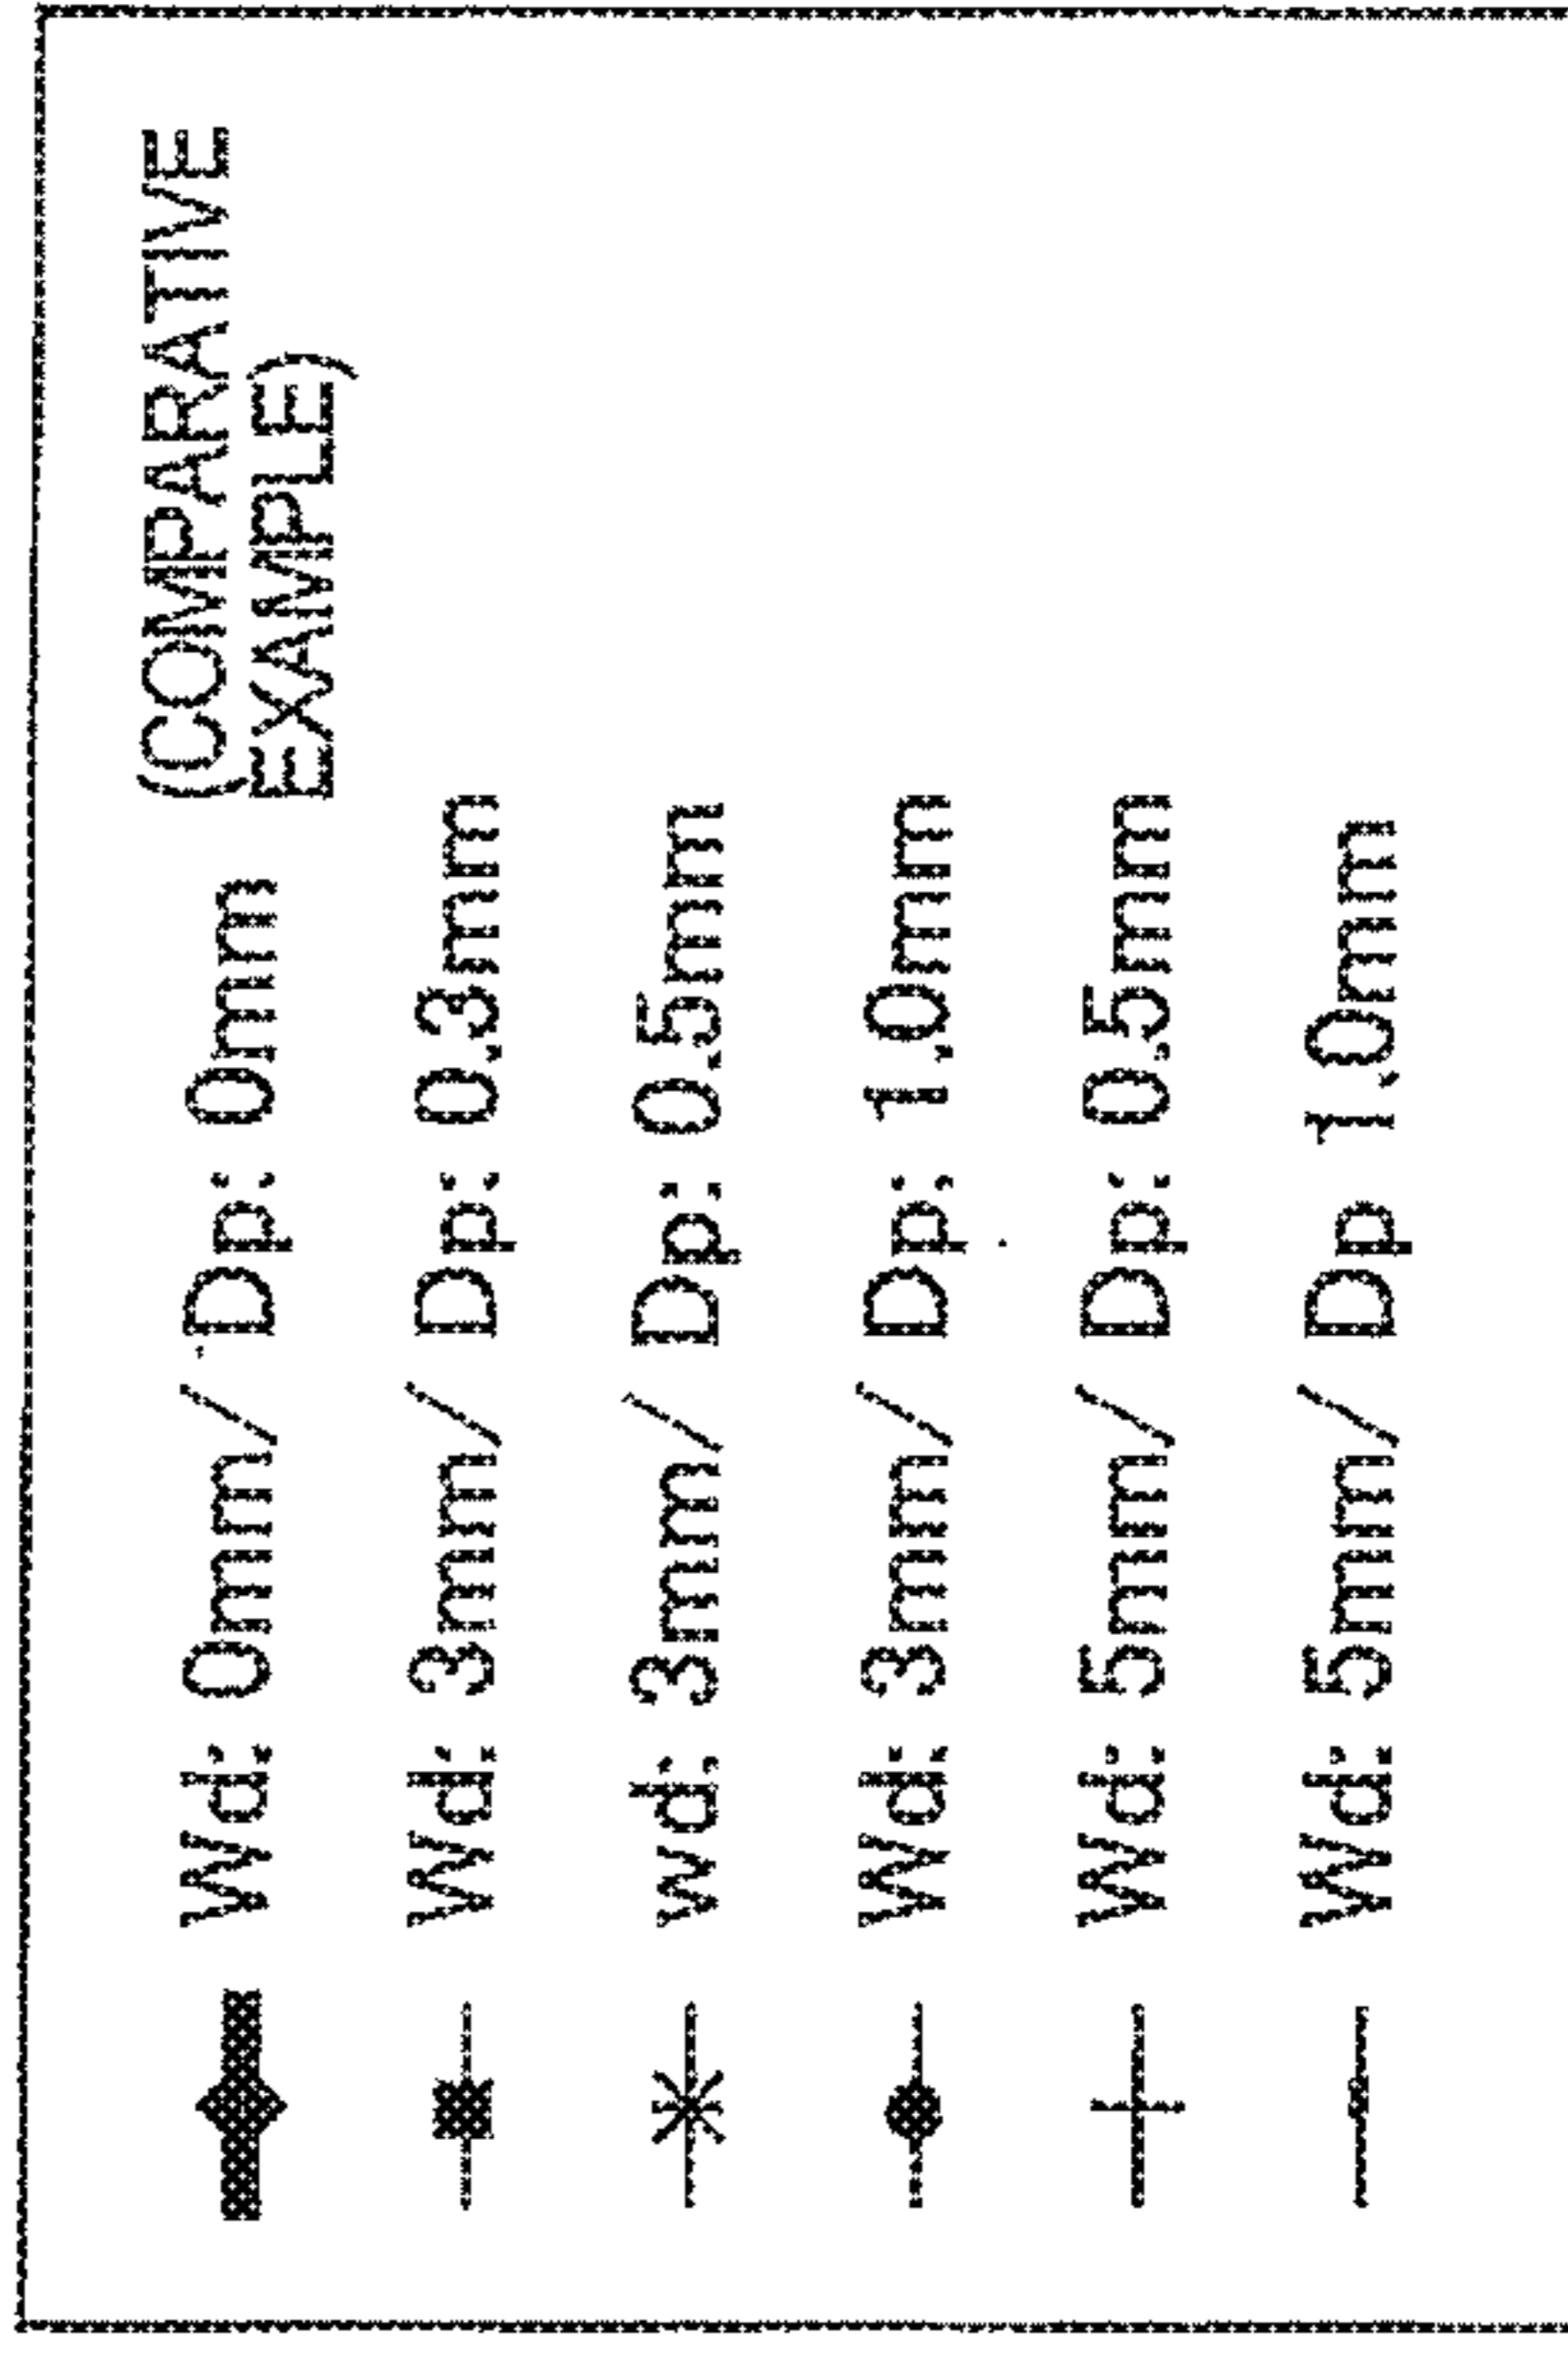 Wd: 0mm/ Dp: 0mm (COMPARATIVE
EXAMPLE)
Wd: 3mm/ Dp: 0.3mm
wd: 3mm/ Dp: 0.5mm
Wd: 3mm/ Dp: 1.0mm
Wd: 5mm/ Dp: 0.5mm
Wd: 5mm/ Dp 1.0mm